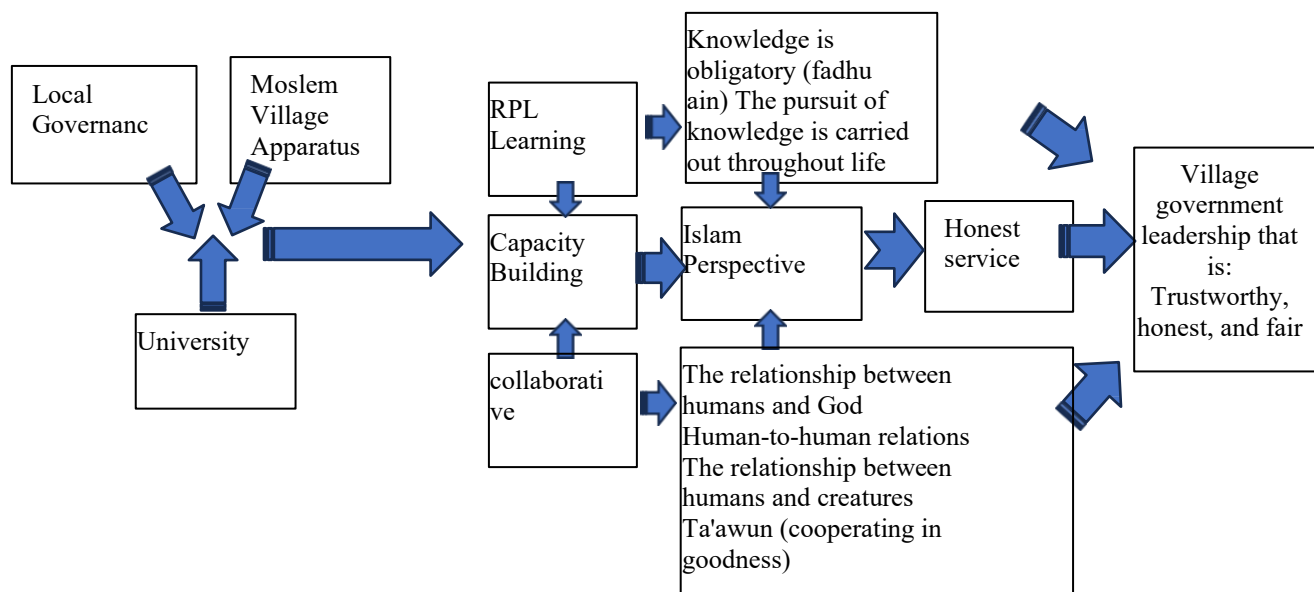 Local
Governanc
Moslem
Village
Apparatus
University
RPL
Learning
Capacity
Building
collaborati
ve
Knowledge is
obligatory (fadhu
ain) The pursuit of
knowledge is carried
out throughout life
Islam
Perspective
The relationship between
humans and God
Human-to-human relations
The relationship between
humans and creatures
Ta'awun (cooperating in
goodness)
Honest
service
Village
government
leadership that
is:
Trustworthy,
honest, and fair